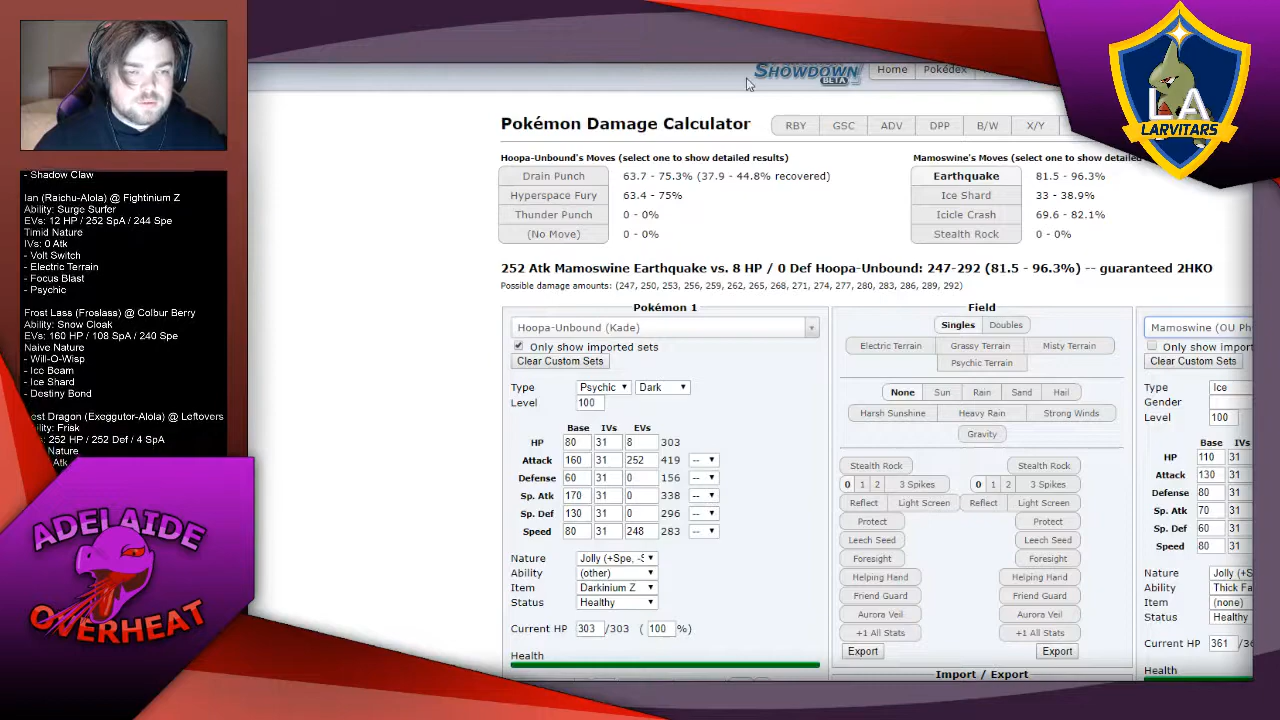 - Shadow Claw
Ian (Raichu-Alola) @ Fightinium Z
Ability: Surge Surfer
EVs: 12 HP / 252 SpA / 244 Spe
Timid Nature
IVs: 0 Atk
- Volt Switch
- Electric Terrain
- Focus Blast
- Psychic
Frost Lass (Froslass) @ Colbur Berry
Ability: Snow Cloak
EVs: 160 HP / 108 SpA / 240 Spe
Naive Nature
- Will-O-Wisp
- Ice Beam
- Ice Shard
- Destiny Bond
est Dragon (Exeggutor-Alola) @ Leftovers
ility: Frisk
: 252 HP / 252 Def / 4 SpA
Nature
Atk
ADELAIDE
OVERHEAT
LA
LARVITARS
SHOWDOWN
BETA
Home Pokédex
Pokémon Damage Calculator RBY GSC ADV DPP B/W X/Y
Hoopa-Unbound's Moves (select one to show detailed results)
Drain Punch 63.7 - 75.3% (37.9 - 44.8% recovered)
Hyperspace Fury 63.4 - 75%
Thunder Punch 0 - 0%
(No Move) 0 - 0%
Mamoswine's Moves (select one to show detailed
Earthquake 81.5 - 96.3%
Ice Shard 33 - 38.9%
Icicle Crash 69.6 - 82.1%
Stealth Rock 0 - 0%
252 Atk Mamoswine Earthquake vs. 8 HP / 0 Def Hoopa-Unbound: 247-292 (81.5 - 96.3%) -- guaranteed 2HKO
Possible damage amounts: (247, 250, 253, 256, 259, 262, 265, 268, 271, 274, 277, 280, 283, 286, 289, 292)
Pokémon 1
Hoopa-Unbound (Kade)
Only show imported sets
Clear Custom Sets
Type Psychic Dark
Level 100
Base IVs EVs
HP 80 31 8 303
Attack 160 31 252 419 --
Defense 60 31 0 156 --
Sp. Atk 170 31 0 338 --
Sp. Def 130 31 0 296 --
Speed 80 31 248 283 --
Nature Jolly (+Spe, -S
Ability (other)
Item Darkinium Z
Status Healthy
Current HP 303 /303 ( 100 %)
Health
Field
Singles Doubles
Electric Terrain Grassy Terrain Misty Terrain
Psychic Terrain
None Sun Rain Sand Hail
Harsh Sunshine Heavy Rain Strong Winds
Gravity
Stealth Rock Stealth Rock
0 1 2 3 Spikes 0 1 2 3 Spikes
Reflect Light Screen Reflect Light Screen
Protect Protect
Leech Seed Leech Seed
Foresight Foresight
Helping Hand Helping Hand
Friend Guard Friend Guard
Aurora Veil Aurora Veil
+1 All Stats +1 All Stats
Export Export
Import / Export
Mamoswine (OU Ph
Only show import
Clear Custom Sets
Type Ice
Gender
Level 100
Base IVs
HP 110 31
Attack 130 31
Defense 80 31
Sp. Atk 70 31
Sp. Def 60 31
Speed 80 31
Nature Jolly (+S
Ability Thick Fa
Item (none)
Status Healthy
Current HP 361 /36
Health